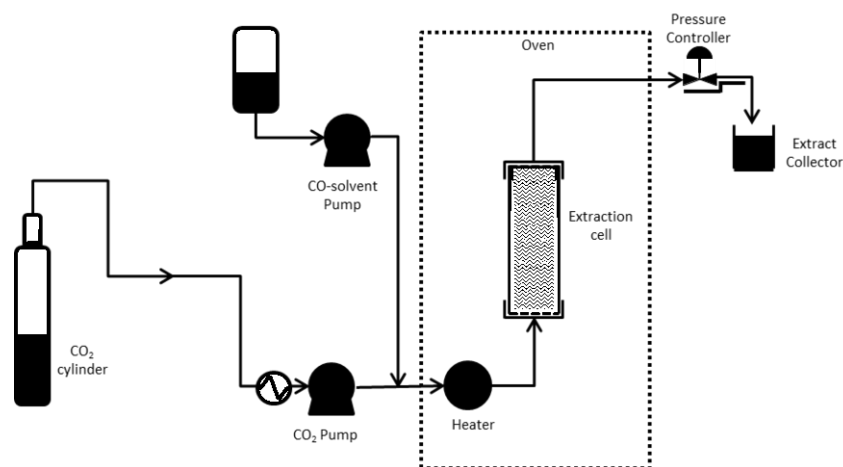 Pressure
Controller
Oven
CO-solvent
Pump
Extract
Collector
Extraction
cell
CO₂
cylinder
CO₂ Pump
Heater